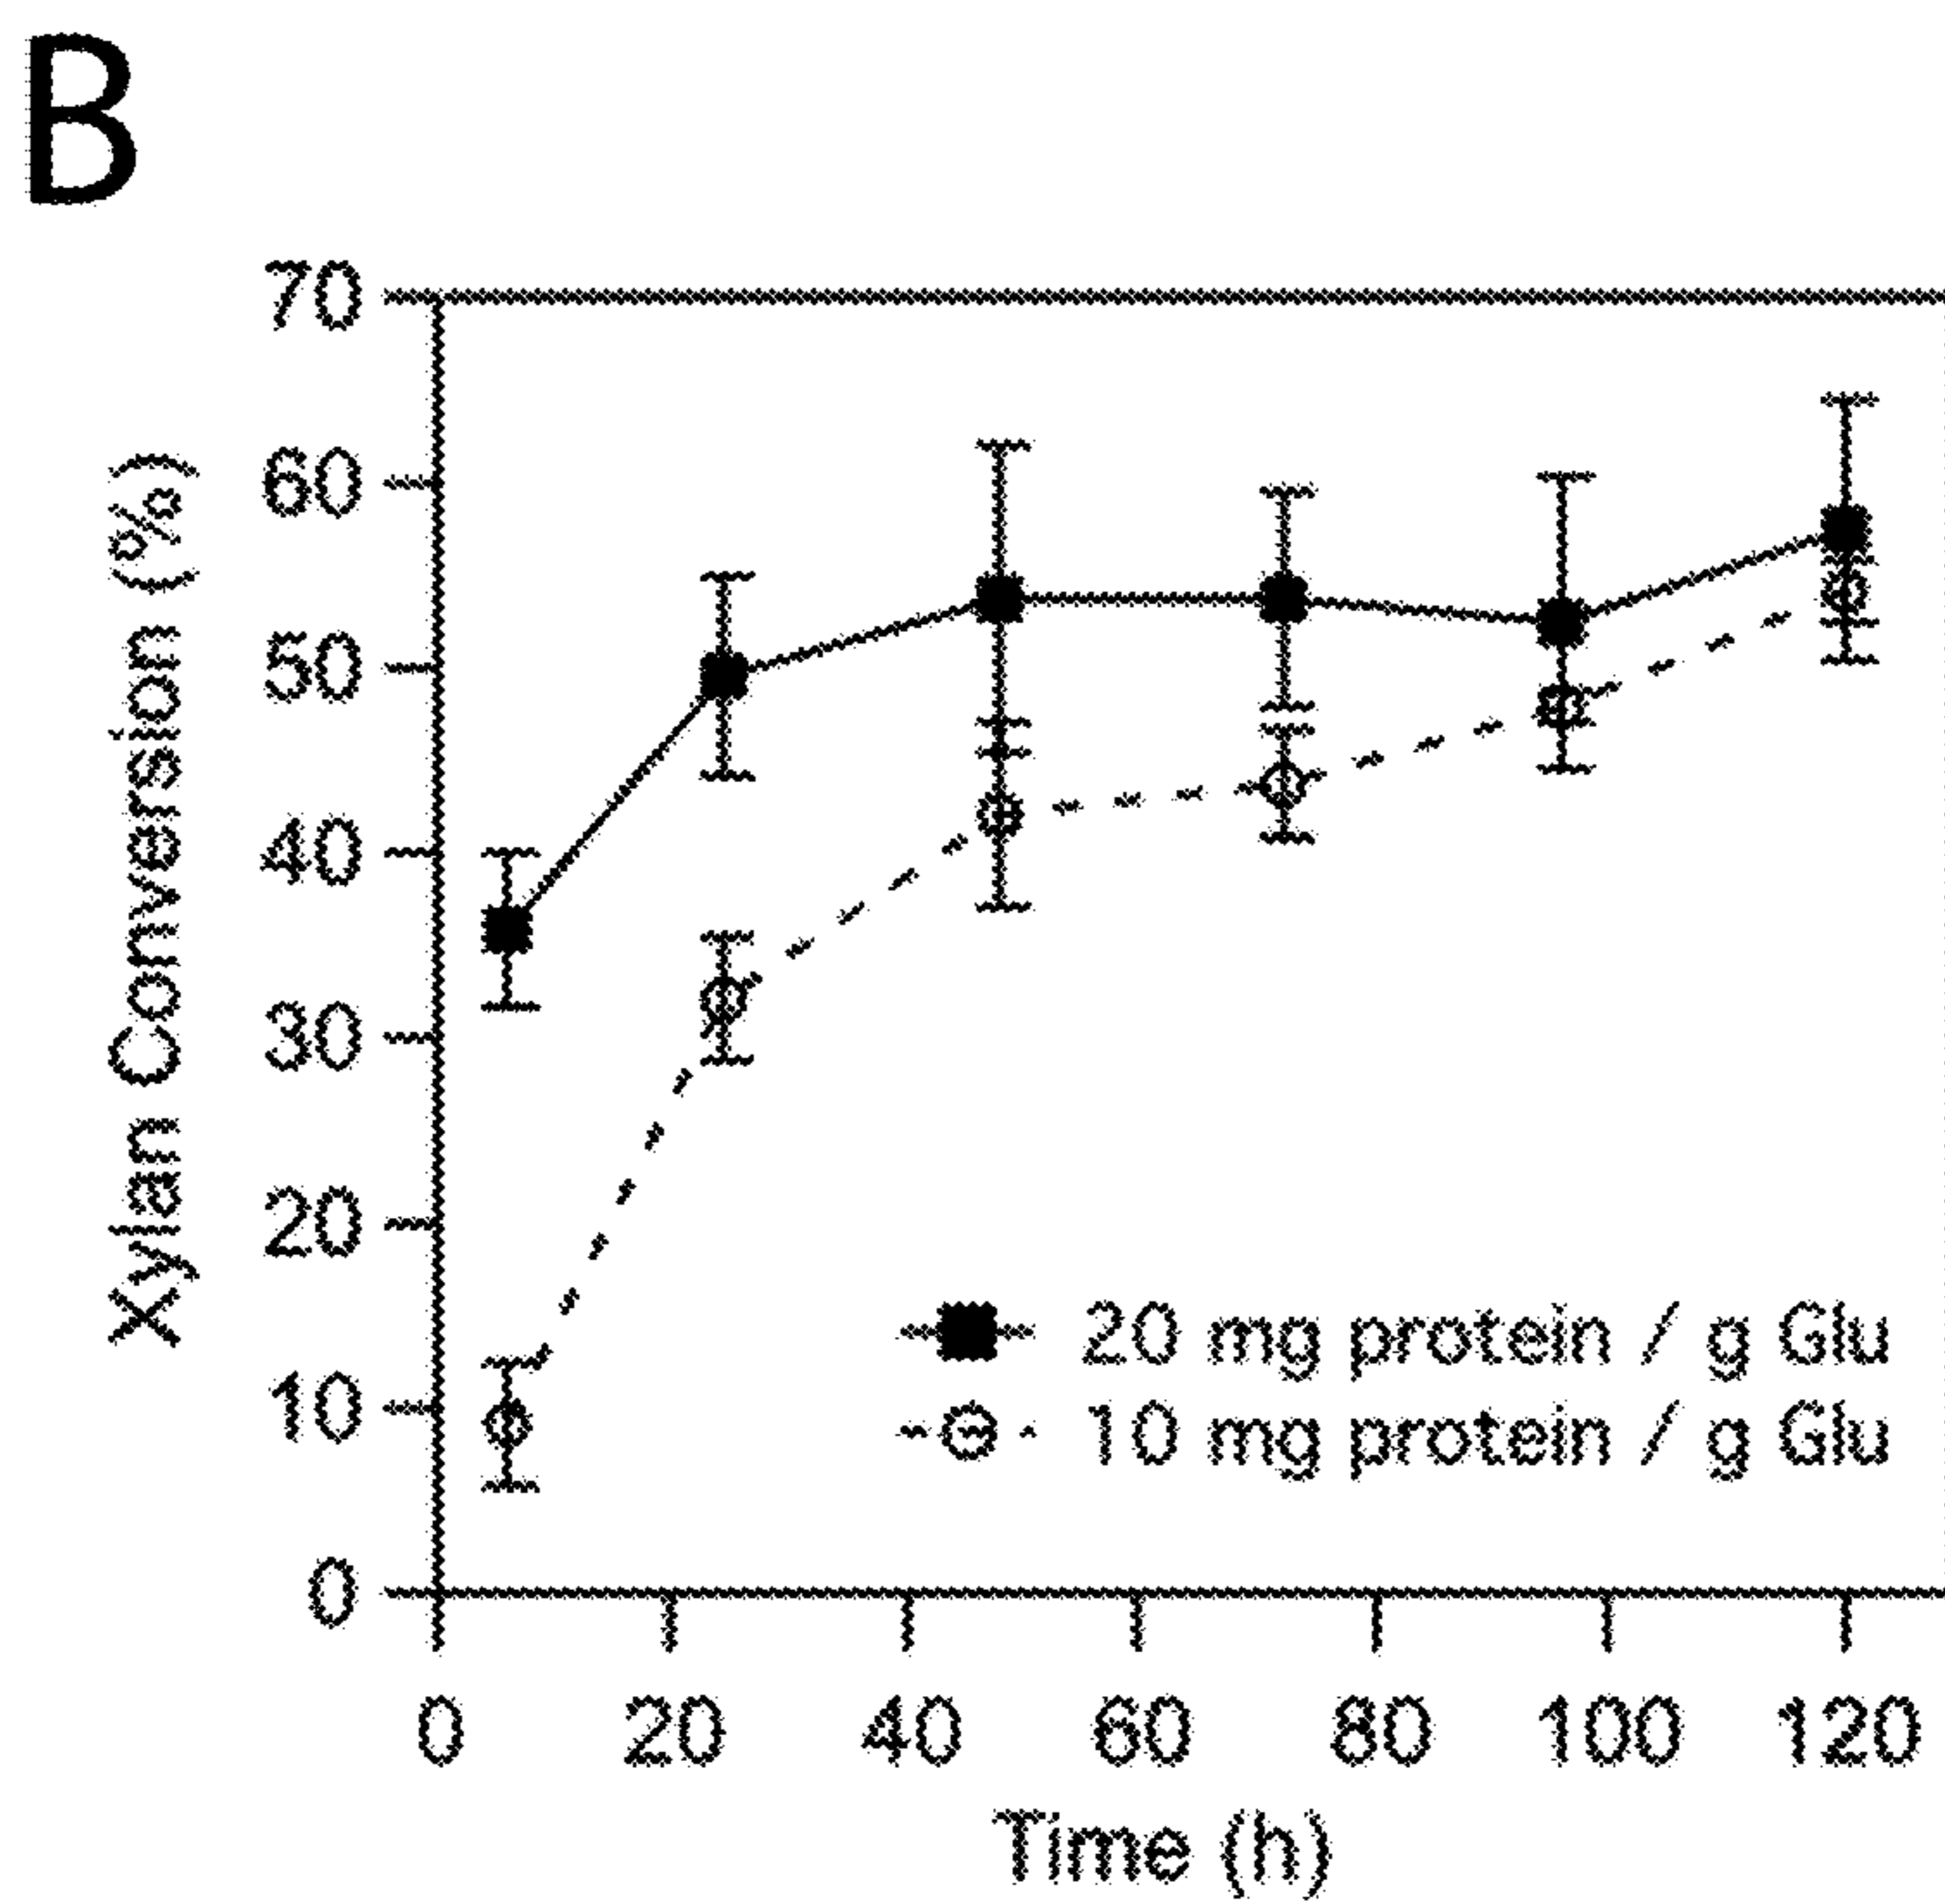 B
70
60
50
40
30
20
10
0
Xylan Conversion (%)
20 mg protein / g Glu
10 mg protein / g Glu
0 20 40 60 80 100 120
Time (h)